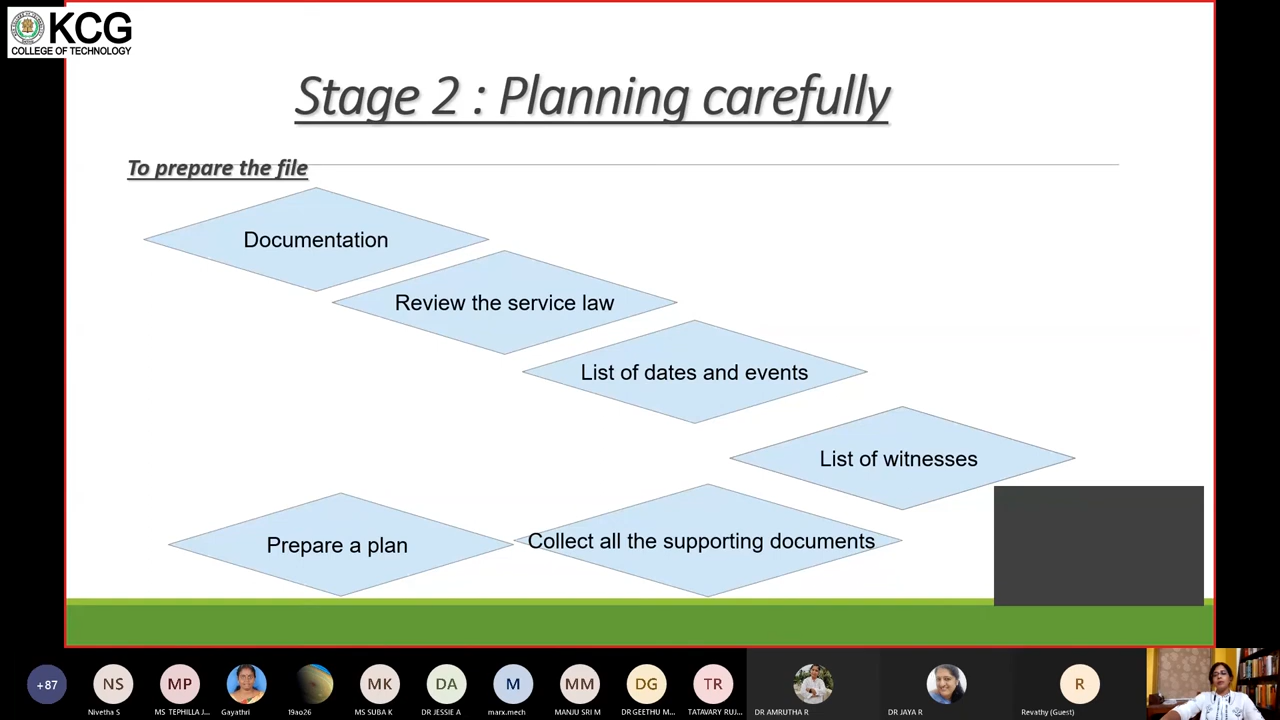 KCG
COLLEGE OF TECHNOLOGY
Stage 2 : Planning carefully
To prepare the file
Documentation
Review the service law
List of dates and events
List of witnesses
Collect all the supporting documents
Prepare a plan
+87
NS
MP
MK
DA
M
MM
DG
TR
R
Nivetha S
MS TEPHILLA J...
Gayathri
19ao26
MS SUBA K
DR JESSIE A
marx.mech
MANJU SRI M
DR GEETHU M...
TATAVARY RUJ...
DR AMRUTHA R
DR JAYA R
Revathy (Guest)